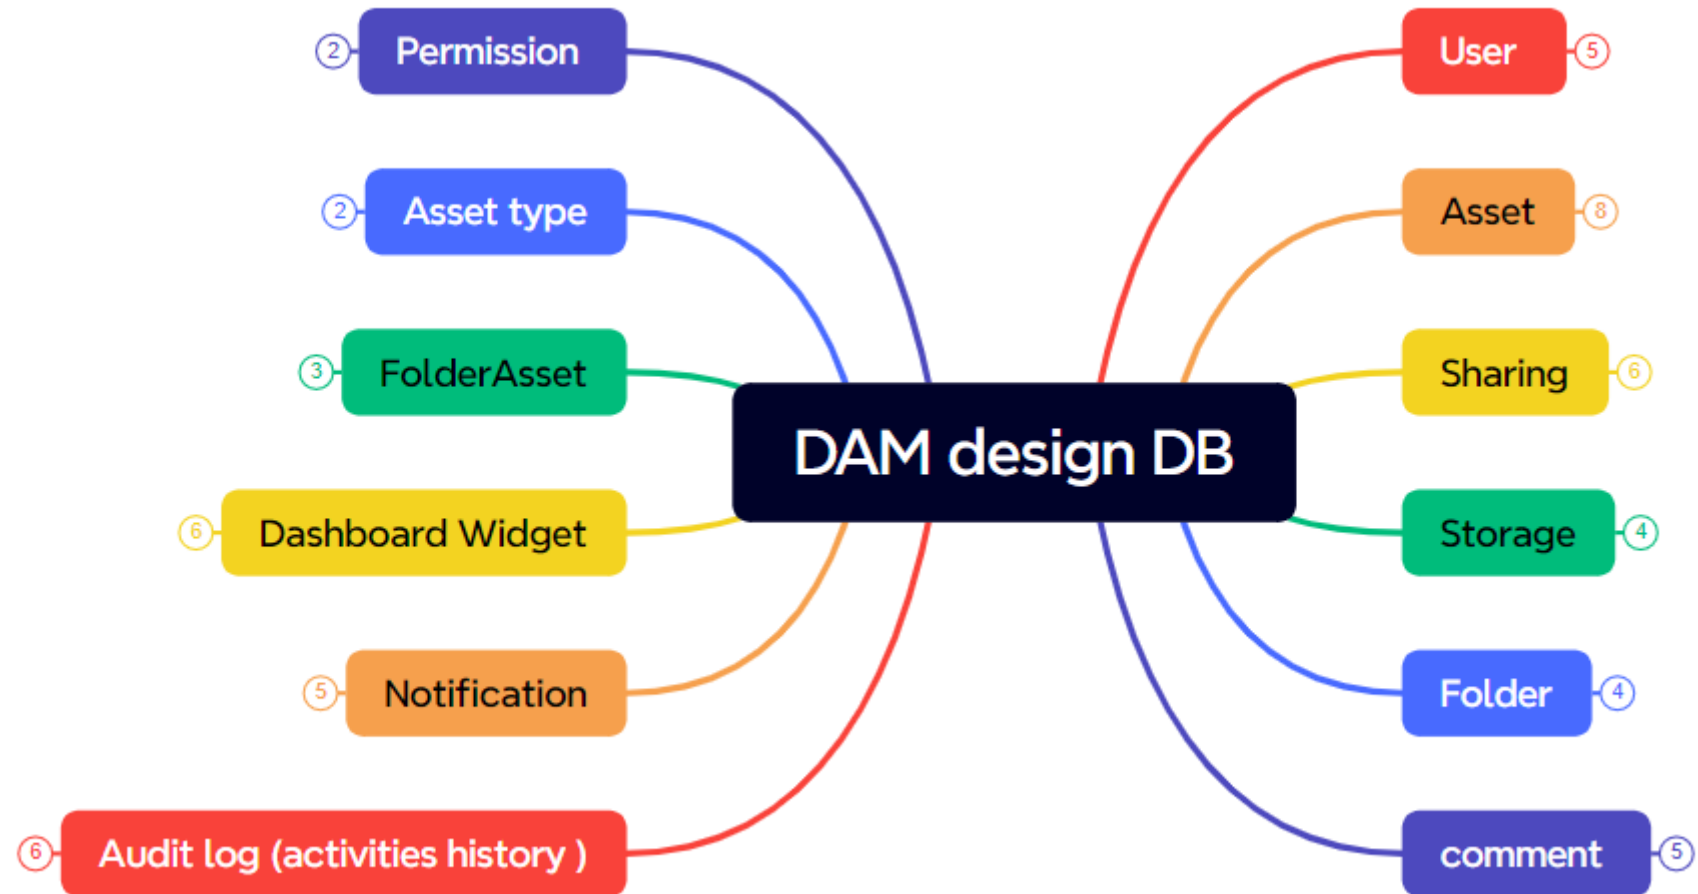 DAM design DB
User
5
Asset
8
Sharing
6
Storage
4
Folder
4
comment
5
Permission
2
Asset type
2
FolderAsset
3
Dashboard Widget
6
Notification
5
Audit log (activities history )
6